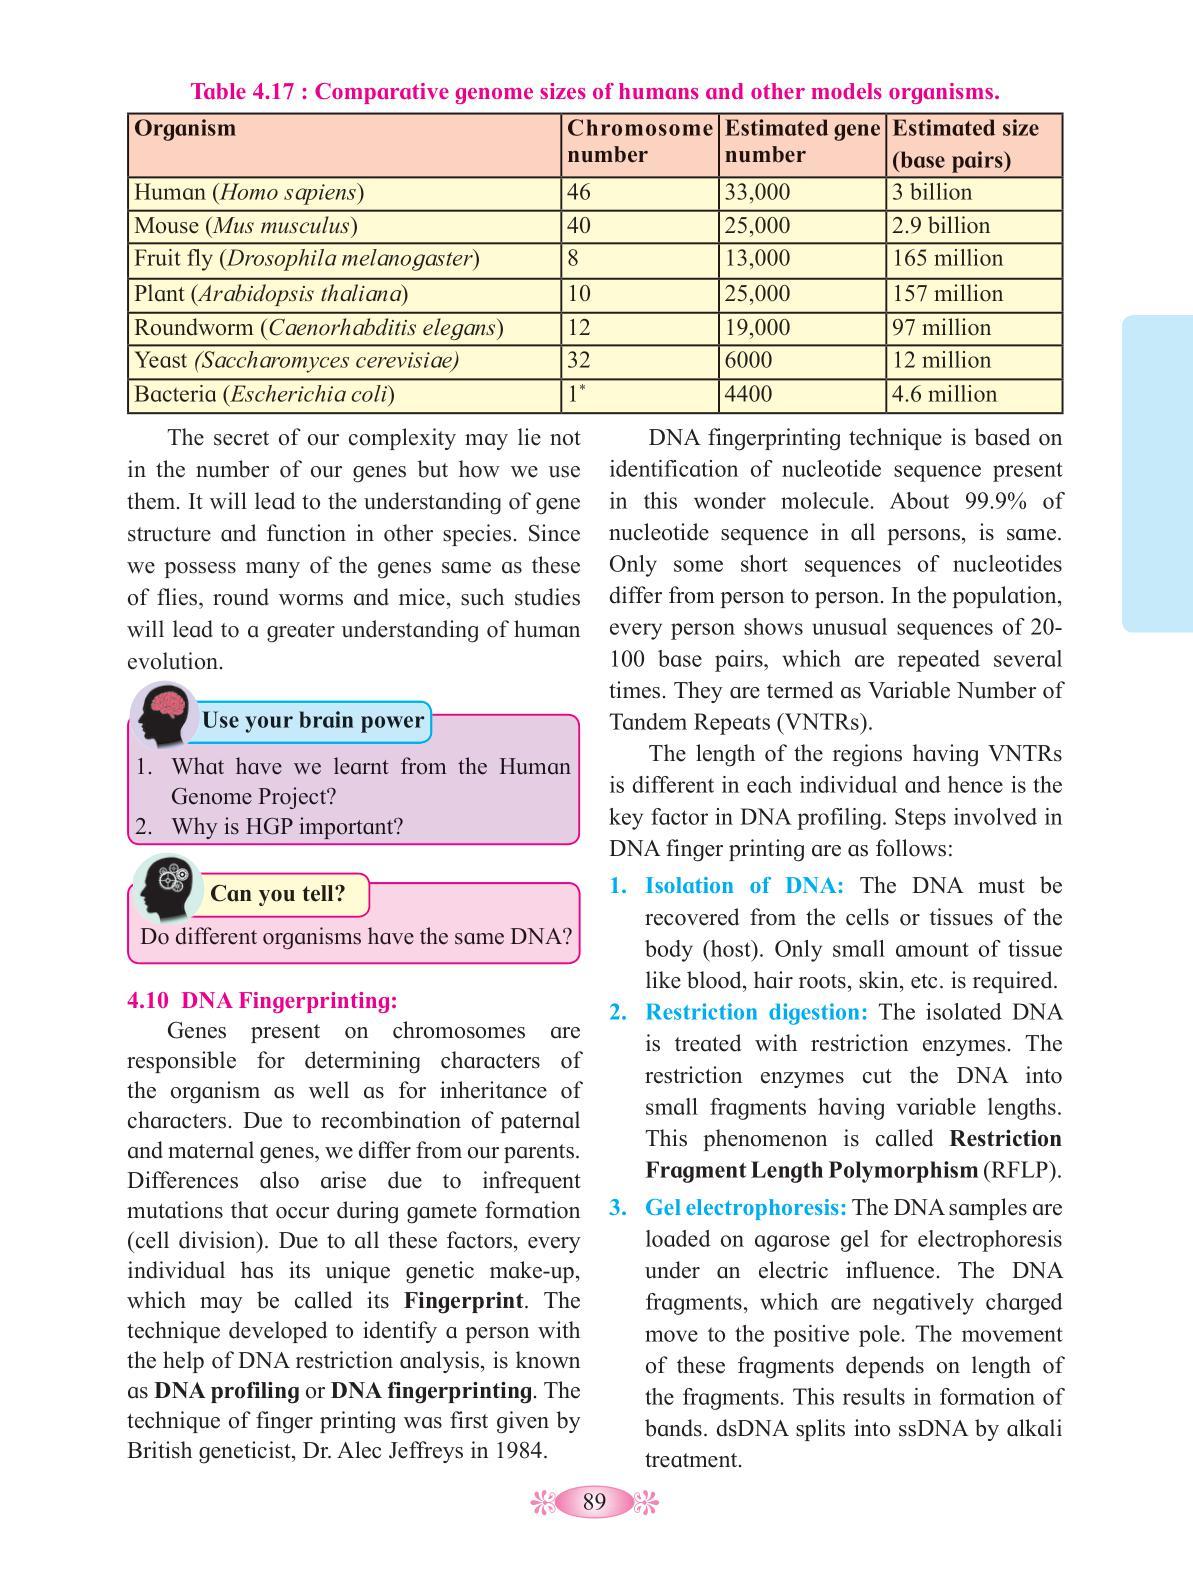 Table 4.17 : Comparative genome sizes of humans and other models organisms.
Organism Chromosome number Estimated gene number Estimated size (base pairs)
Human (Homo sapiens) 46 33,000 3 billion
Mouse (Mus musculus) 40 25,000 2.9 billion
Fruit fly (Drosophila melanogaster) 8 13,000 165 million
Plant (Arabidopsis thaliana) 10 25,000 157 million
Roundworm (Caenorhabditis elegans) 12 19,000 97 million
Yeast (Saccharomyces cerevisiae) 32 6000 12 million
Bacteria (Escherichia coli) 1* 4400 4.6 million
The secret of our complexity may lie not
in the number of our genes but how we use
them. It will lead to the understanding of gene
structure and function in other species. Since
we possess many of the genes same as these
of flies, round worms and mice, such studies
will lead to a greater understanding of human
evolution.
Use your brain power
1. What have we learnt from the Human
Genome Project?
2. Why is HGP important?
Can you tell?
Do different organisms have the same DNA?
4.10 DNA Fingerprinting:
Genes present on chromosomes are
responsible for determining characters of
the organism as well as for inheritance of
characters. Due to recombination of paternal
and maternal genes, we differ from our parents.
Differences also arise due to infrequent
mutations that occur during gamete formation
(cell division). Due to all these factors, every
individual has its unique genetic make-up,
which may be called its Fingerprint. The
technique developed to identify a person with
the help of DNA restriction analysis, is known
as DNA profiling or DNA fingerprinting. The
technique of finger printing was first given by
British geneticist, Dr. Alec Jeffreys in 1984.
DNA fingerprinting technique is based on
identification of nucleotide sequence present
in this wonder molecule. About 99.9% of
nucleotide sequence in all persons, is same.
Only some short sequences of nucleotides
differ from person to person. In the population,
every person shows unusual sequences of 20-
100 base pairs, which are repeated several
times. They are termed as Variable Number of
Tandem Repeats (VNTRs).
The length of the regions having VNTRs
is different in each individual and hence is the
key factor in DNA profiling. Steps involved in
DNA finger printing are as follows:
1. Isolation of DNA: The DNA must be
recovered from the cells or tissues of the
body (host). Only small amount of tissue
like blood, hair roots, skin, etc. is required.
2. Restriction digestion: The isolated DNA
is treated with restriction enzymes. The
restriction enzymes cut the DNA into
small fragments having variable lengths.
This phenomenon is called Restriction
Fragment Length Polymorphism (RFLP).
3. Gel electrophoresis: The DNA samples are
loaded on agarose gel for electrophoresis
under an electric influence. The DNA
fragments, which are negatively charged
move to the positive pole. The movement
of these fragments depends on length of
the fragments. This results in formation of
bands. dsDNA splits into ssDNA by alkali
treatment.
89